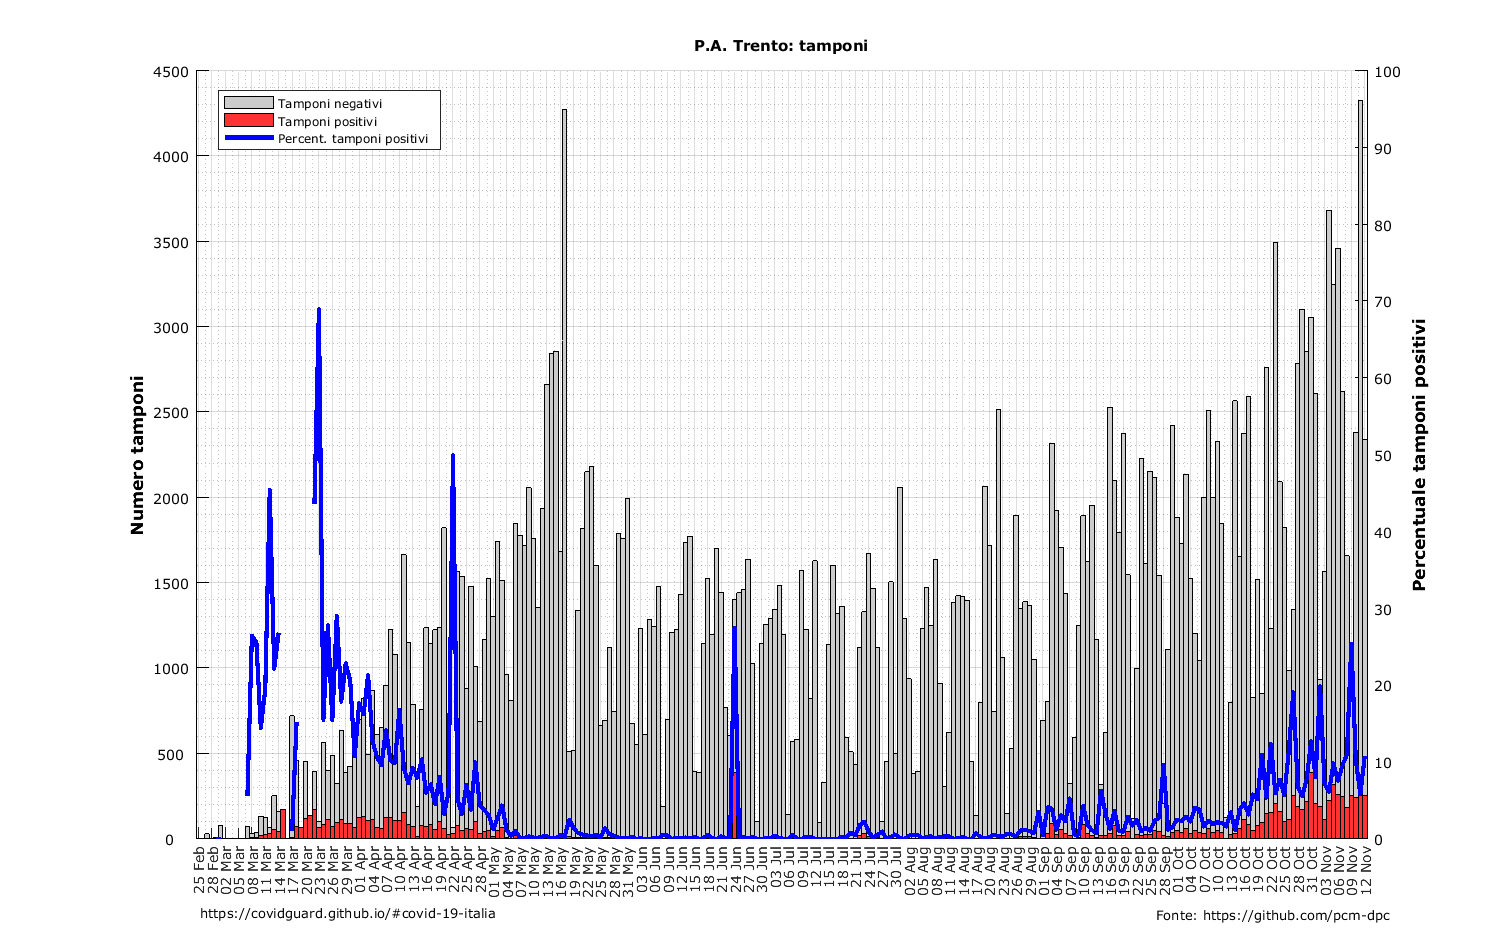 P.A. Trento: tamponi
Tamponi negativi
Tamponi positivi
Percent. tamponi positivi
Numero tamponi
4500
4000
3500
3000
2500
2000
1500
1000
500
0
Percentuale tamponi positivi
100
90
80
70
60
50
40
30
20
10
0
25 Feb
28 Feb
02 Mar
05 Mar
08 Mar
11 Mar
14 Mar
17 Mar
20 Mar
23 Mar
26 Mar
29 Mar
01 Apr
04 Apr
07 Apr
10 Apr
13 Apr
16 Apr
19 Apr
22 Apr
25 Apr
28 Apr
01 May
04 May
07 May
10 May
13 May
16 May
19 May
22 May
25 May
28 May
31 May
03 Jun
06 Jun
09 Jun
12 Jun
15 Jun
18 Jun
21 Jun
24 Jun
27 Jun
30 Jun
03 Jul
06 Jul
09 Jul
12 Jul
15 Jul
18 Jul
21 Jul
24 Jul
27 Jul
30 Jul
02 Aug
05 Aug
08 Aug
11 Aug
14 Aug
17 Aug
20 Aug
23 Aug
26 Aug
29 Aug
01 Sep
04 Sep
07 Sep
10 Sep
13 Sep
16 Sep
19 Sep
22 Sep
25 Sep
28 Sep
01 Oct
04 Oct
07 Oct
10 Oct
13 Oct
16 Oct
19 Oct
22 Oct
25 Oct
28 Oct
31 Oct
03 Nov
06 Nov
09 Nov
12 Nov
https://covidguard.github.io/#covid-19-italia
Fonte: https://github.com/pcm-dpc